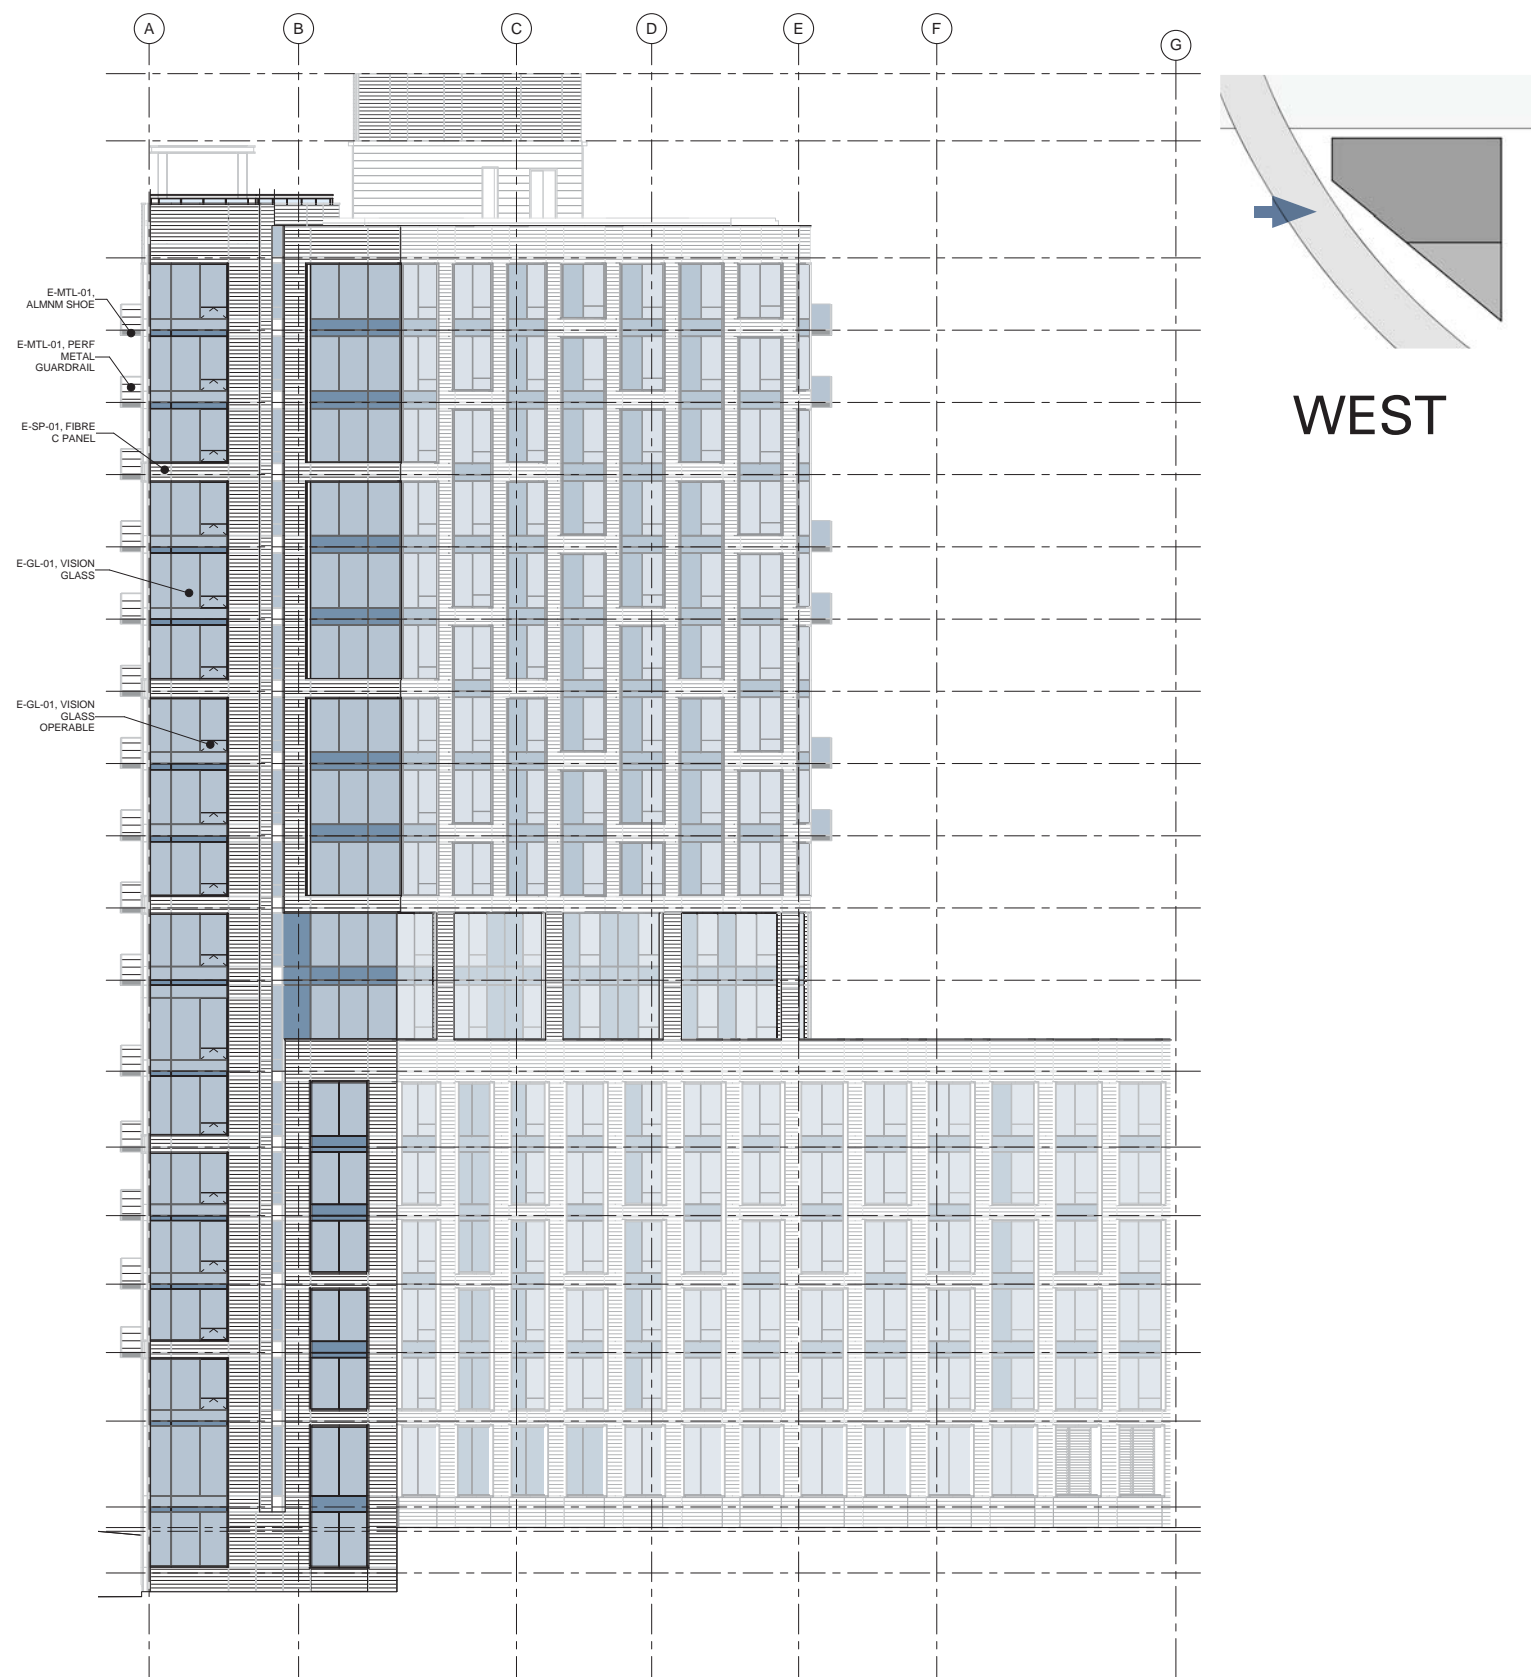 A
B
C
D
E
F
G
E-MTL-01,
ALMNM SHOE
E-MTL-01, PERF
METAL
GUARDRAIL
WEST
E-SP-01, FIBRE
C PANEL
E-GL-01, VISION
GLASS
E-GL-01, VISION
GLASS
OPERABLE